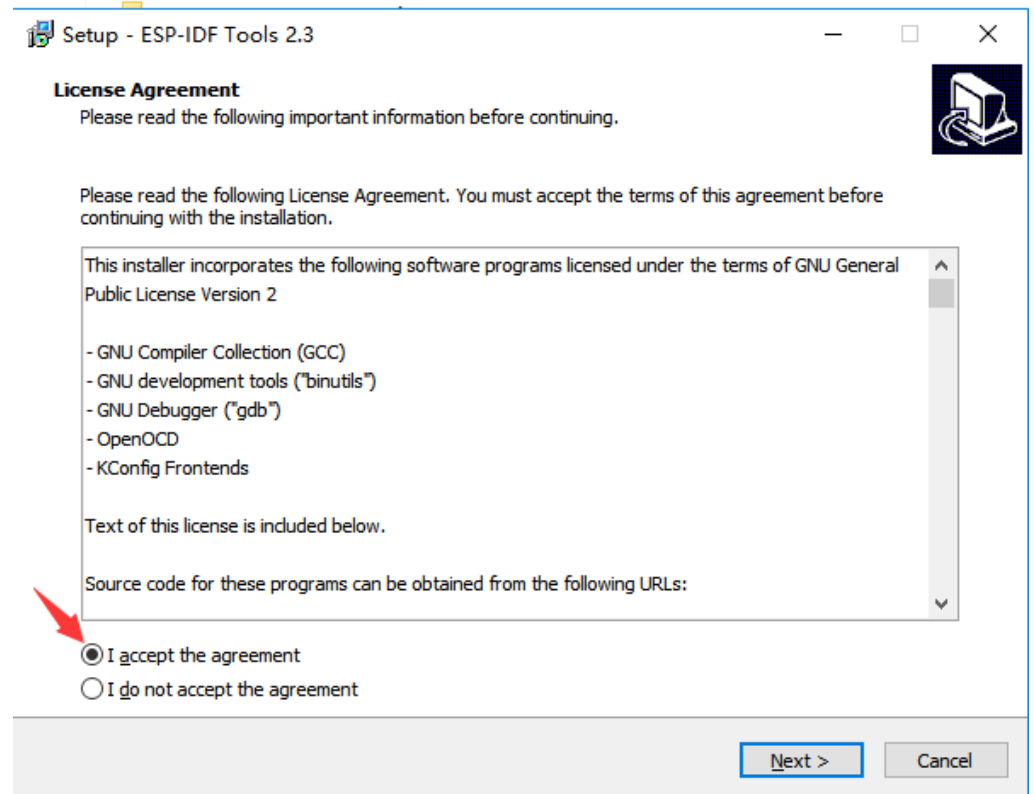 Setup - ESP-IDF Tools 2.3
License Agreement
Please read the following important information before continuing.
Please read the following License Agreement. You must accept the terms of this agreement before
continuing with the installation.
This installer incorporates the following software programs licensed under the terms of GNU General
Public License Version 2
- GNU Compiler Collection (GCC)
- GNU development tools ("binutils")
- GNU Debugger ("gdb")
- OpenOCD
- KConfig Frontends
Text of this license is included below.
Source code for these programs can be obtained from the following URLs:
I accept the agreement
I do not accept the agreement
Next >
Cancel